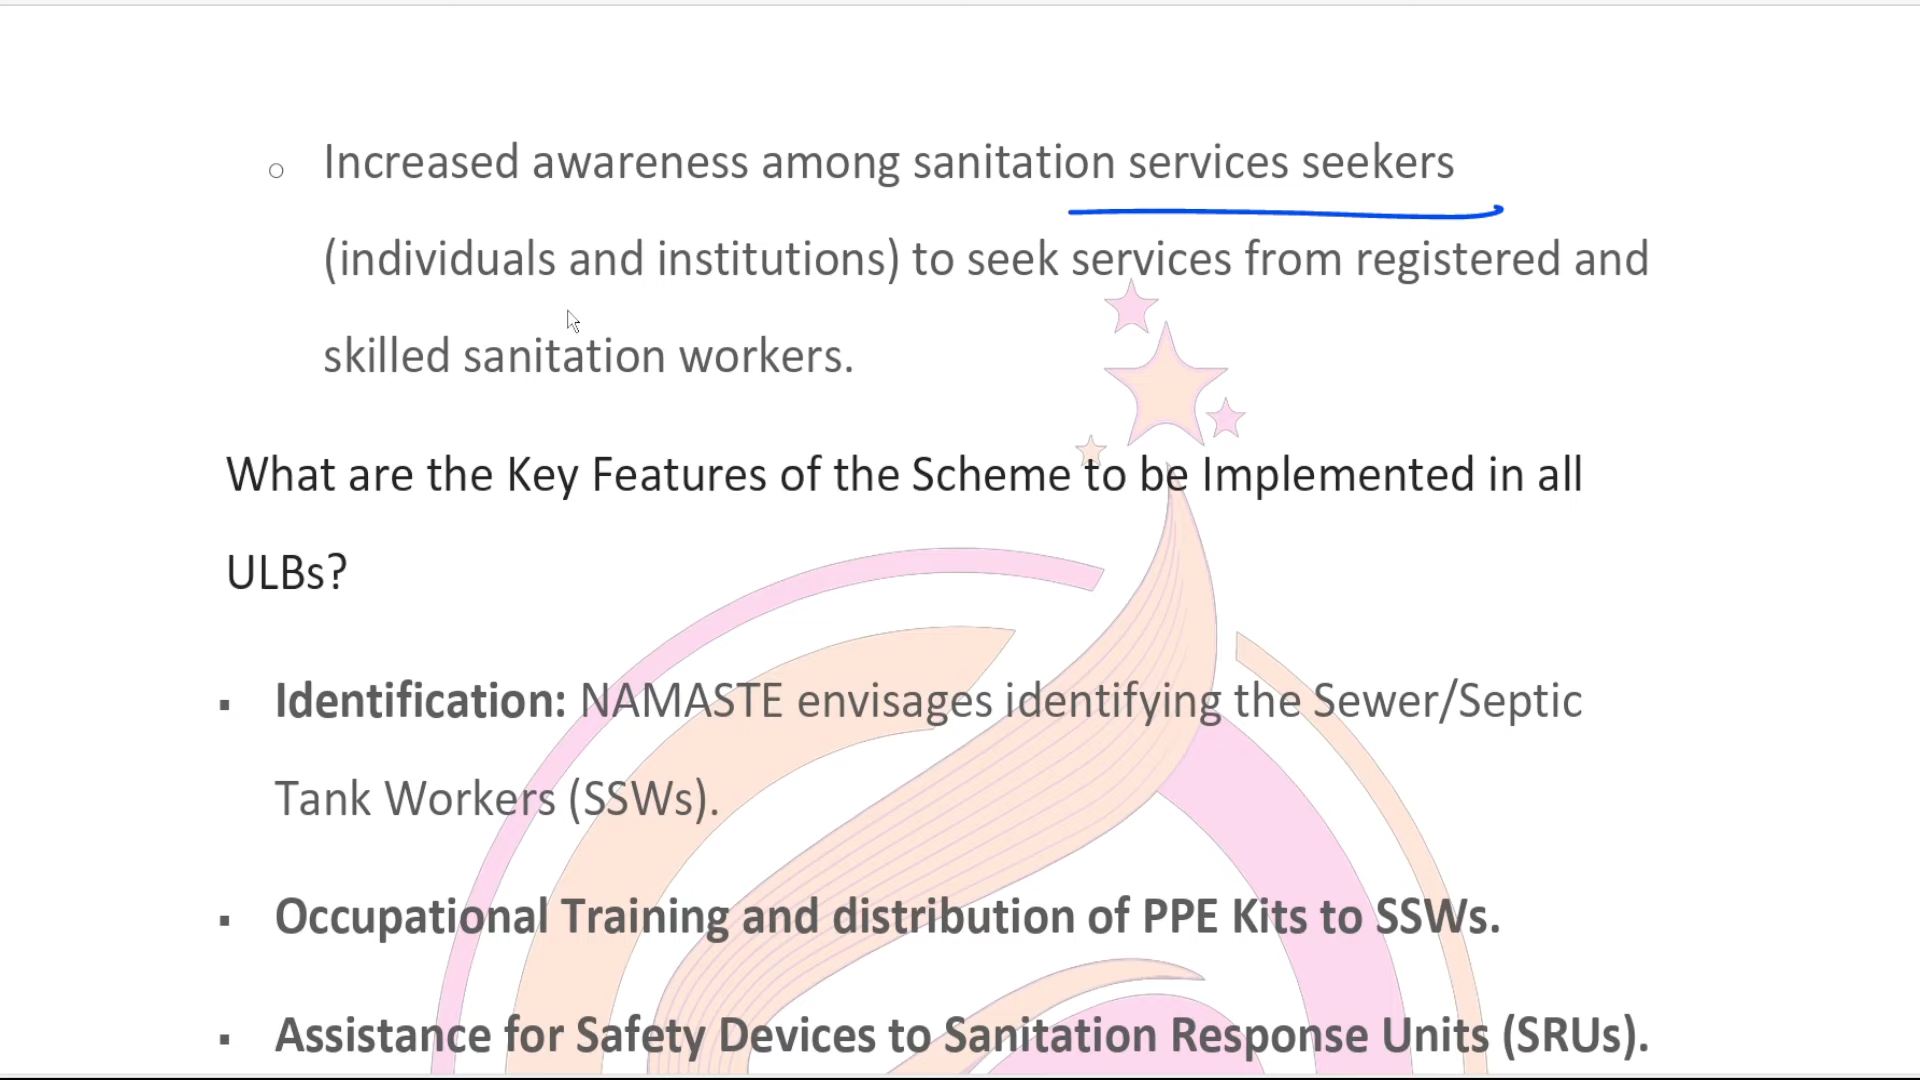 Increased awareness among sanitation services seekers
(individuals and institutions) to seek services from registered and
skilled sanitation workers.
What are the Key Features of the Scheme to be Implemented in all
ULBs?
Identification: NAMASTE envisages identifying the Sewer/Septic
Tank Workers (SSWs).
Occupational Training and distribution of PPE Kits to SSWs.
Assistance for Safety Devices to Sanitation Response Units (SRUs).